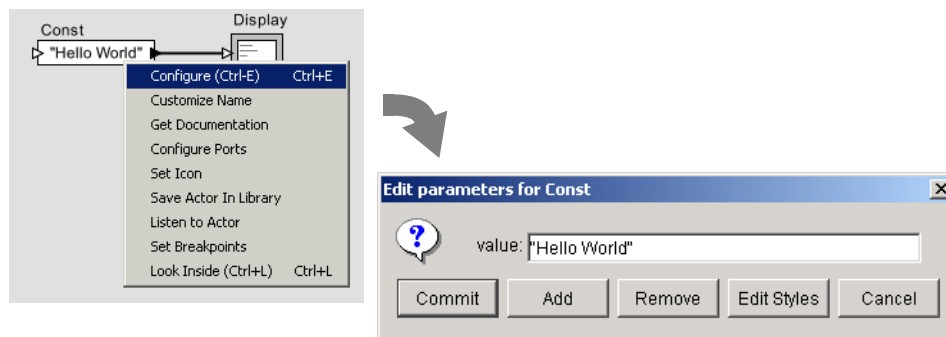 Const
Display
"Hello World"
Configure (Ctrl-E) Ctrl+E
Customize Name
Get Documentation
Configure Ports
Set Icon
Save Actor In Library
Listen to Actor
Set Breakpoints
Look Inside (Ctrl+L) Ctrl+L
Edit parameters for Const
value: "Hello World"
Commit Add Remove Edit Styles Cancel